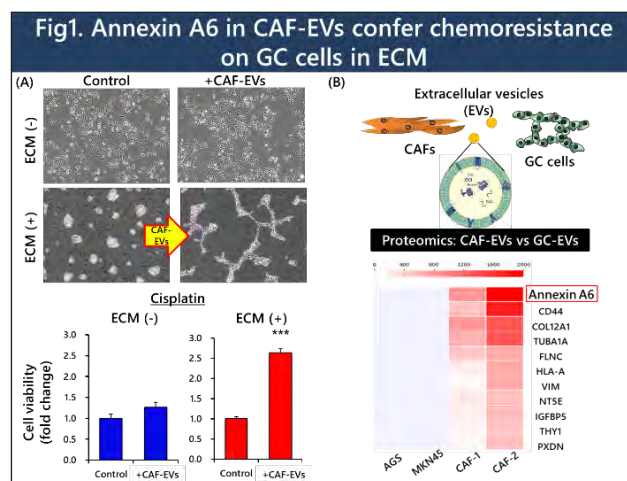 Fig1. Annexin A6 in CAF-EVs confer chemoresistance
on GC cells in ECM
(A)
Control
+CAF-EVs
ECM (-)
ECM (+)
CAF-
EVs
Cisplatin
ECM (-)
ECM (+)
Cell viability
(fold change)
3.0
2.5
2.0
1.5
1.0
0.5
0.0
Control
+CAF-EVs
3.0
2.5
2.0
1.5
1.0
0.5
0.0
***
Control
+CAF-EVs
(B)
Extracellular vesicles
(EVs)
CAFs
GC cells
Proteomics: CAF-EVs vs GC-EVs
400
1200
2000
Annexin A6
CD44
COL12A1
TUBA1A
FLNC
HLA-A
VIM
NT5E
IGFBP5
THY1
PXDN
AGS
MKN45
CAF-1
CAF-2